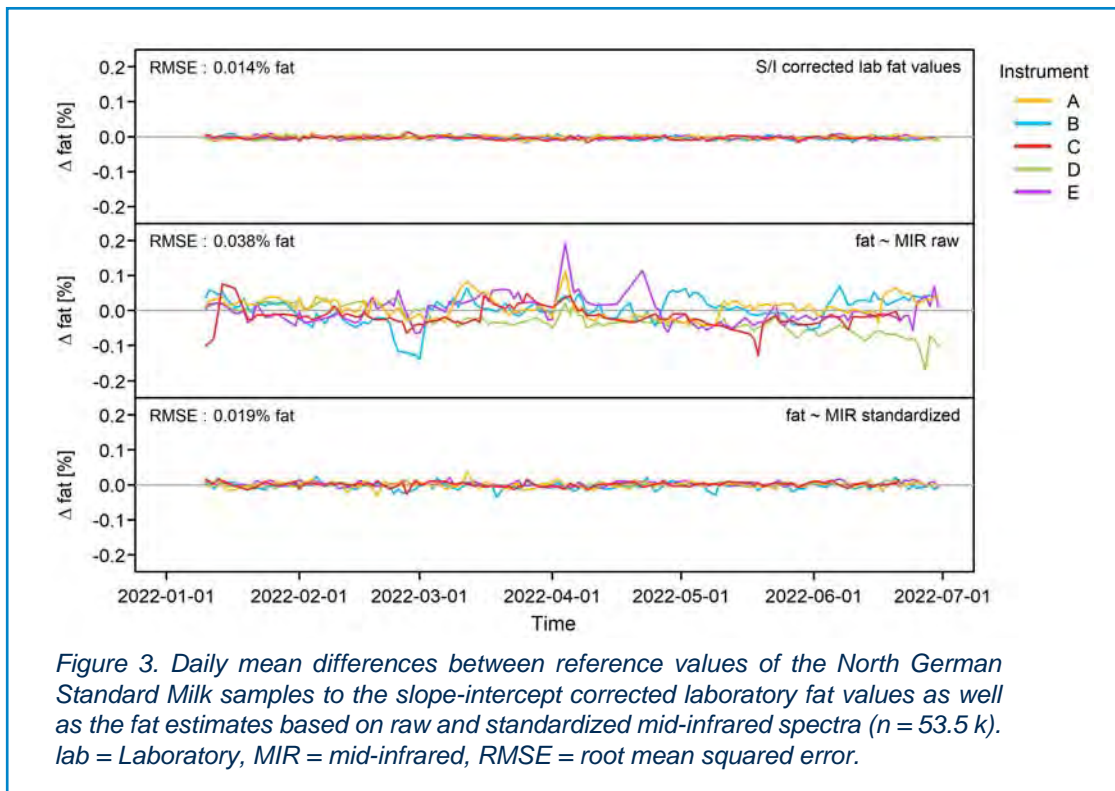 RMSE : 0.014% fat
S/I corrected lab fat values
0.2
0.1
0.0
-0.1
-0.2
Δ fat [%]
Instrument
A
B
C
D
E
RMSE : 0.038% fat
fat ~ MIR raw
0.2
0.1
0.0
-0.1
-0.2
Δ fat [%]
RMSE : 0.019% fat
fat ~ MIR standardized
0.2
0.1
0.0
-0.1
-0.2
Δ fat [%]
2022-01-01 2022-02-01 2022-03-01 2022-04-01 2022-05-01 2022-06-01 2022-07-01
Time
Figure 3. Daily mean differences between reference values of the North German
Standard Milk samples to the slope-intercept corrected laboratory fat values as well
as the fat estimates based on raw and standardized mid-infrared spectra (n = 53.5 k).
lab = Laboratory, MIR = mid-infrared, RMSE = root mean squared error.